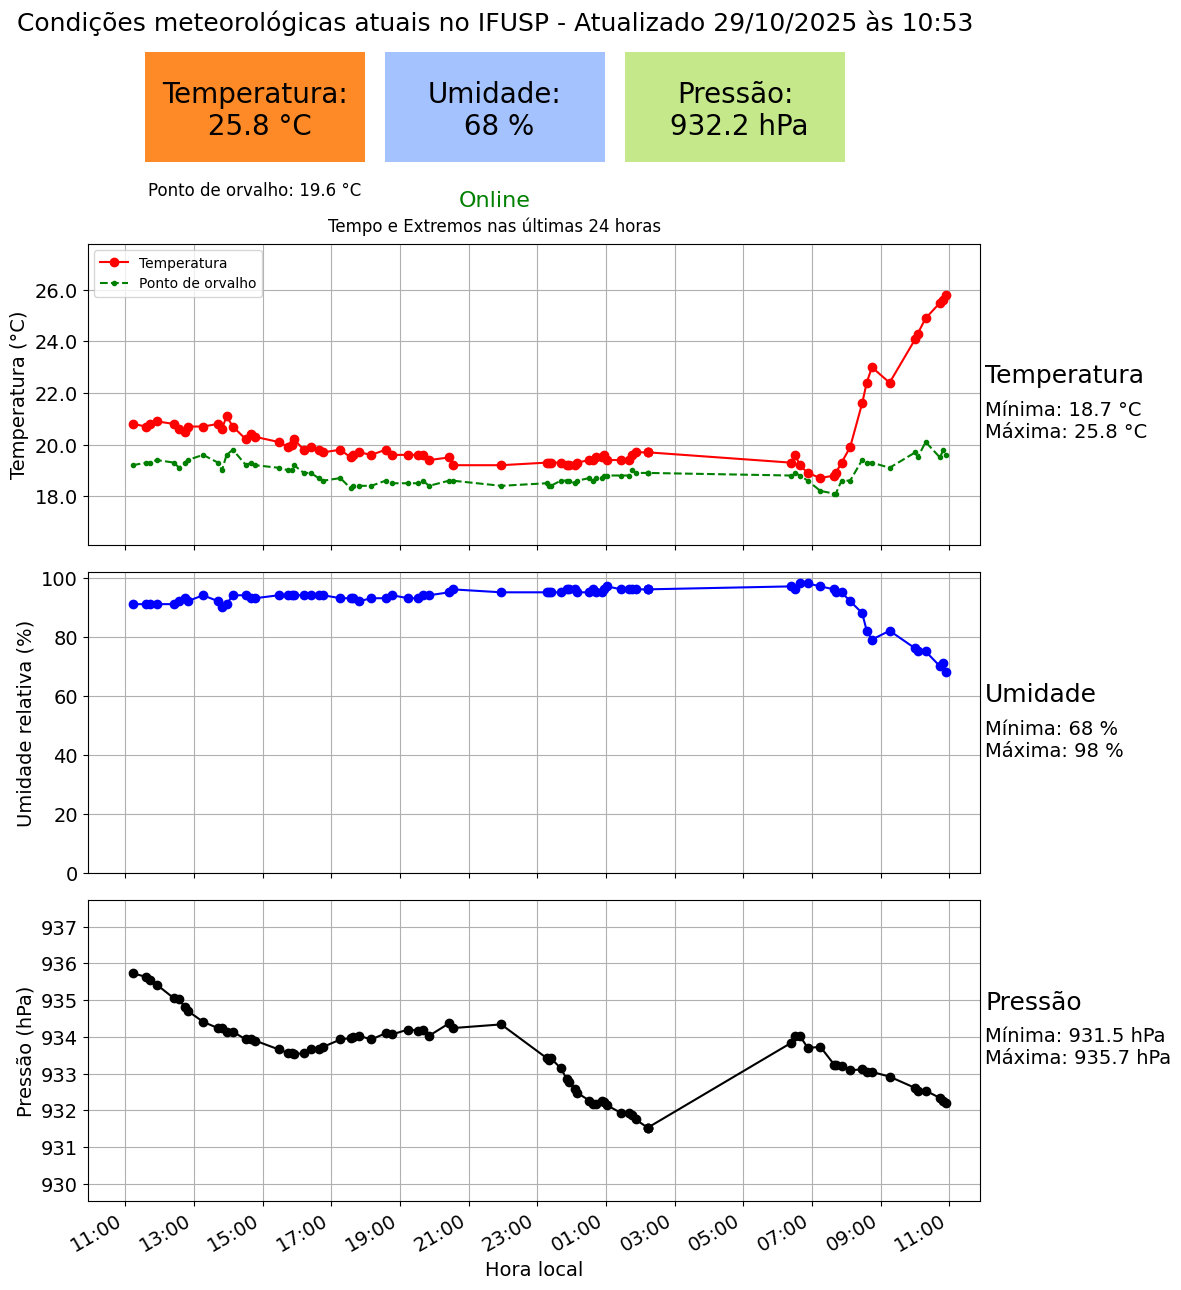 Condições meteorológicas atuais no IFUSP - Atualizado 29/10/2025 às 10:53
Temperatura:
25.8 °C
Umidade:
68 %
Pressão:
932.2 hPa
Ponto de orvalho: 19.6 °C
Online
Tempo e Extremos nas últimas 24 horas
Temperatura
Ponto de orvalho
Temperatura (°C)
26.0
24.0
22.0
20.0
18.0
Temperatura
Mínima: 18.7 °C
Máxima: 25.8 °C
Umidade relativa (%)
100
80
60
40
20
0
Umidade
Mínima: 68 %
Máxima: 98 %
Pressão (hPa)
937
936
935
934
933
932
931
930
Pressão
Mínima: 931.5 hPa
Máxima: 935.7 hPa
11:00
13:00
15:00
17:00
19:00
21:00
23:00
01:00
03:00
05:00
07:00
09:00
11:00
Hora local